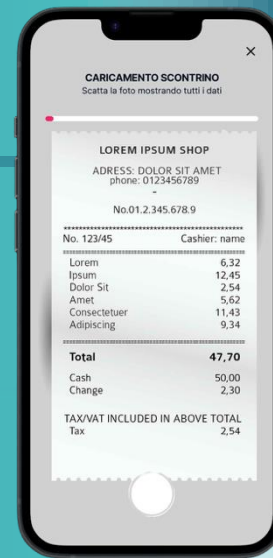 CARICAMENTO SCONTRINO
Scatta la foto mostrando tutti i dati
LOREM IPSUM SHOP
ADRESS: DOLOR SIT AMET
phone: 0123456789
-
No.01.2.345.678.9
************************************************
No. 123/45 Cashier: name
Lorem 6,32
Ipsum 12,45
Dolor Sit 2,54
Amet 5,62
Consectetuer 11,43
Adipiscing 9,34
Total 47,70
Cash 50,00
Change 2,30
TAX/VAT INCLUDED IN ABOVE TOTAL
Tax 2,54